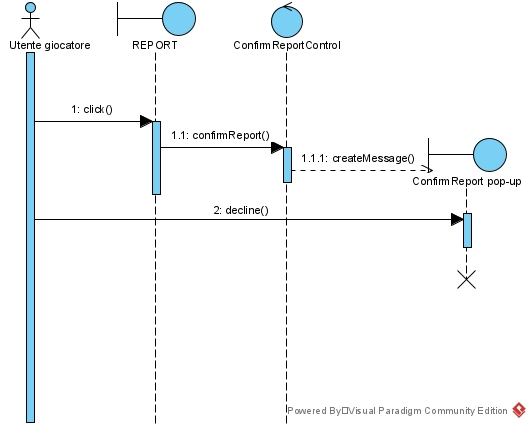 Utente giocatore
REPORT
ConfirmReportControl
1: click()
1.1: confirmReport()
1.1.1: createMessage()
ConfirmReport pop-up
2: decline()
Powered By□Visual Paradigm Community Edition